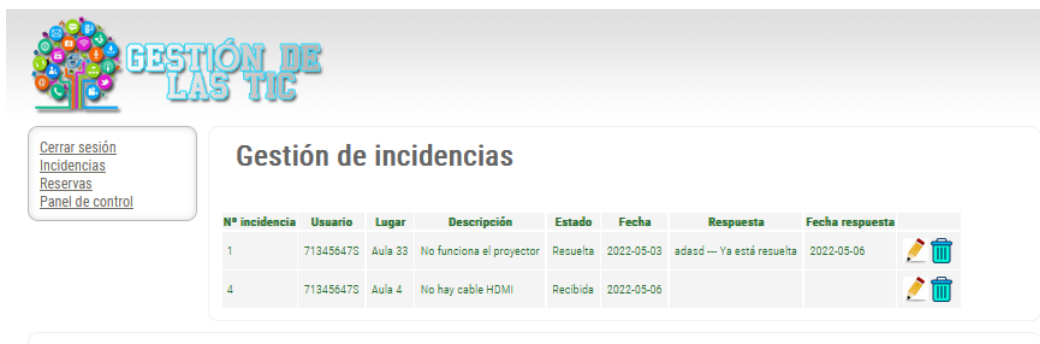 GESTIÓN DE
LAS TIC
Cerrar sesión
Incidencias
Reservas
Panel de control
Gestión de incidencias
Nº incidencia Usuario Lugar Descripción Estado Fecha Respuesta Fecha respuesta
1 71345647S Aula 33 No funciona el proyector Resuelta 2022-05-03 adasd --- Ya está resuelta 2022-05-06
4 71345647S Aula 4 No hay cable HDMI Recibida 2022-05-06